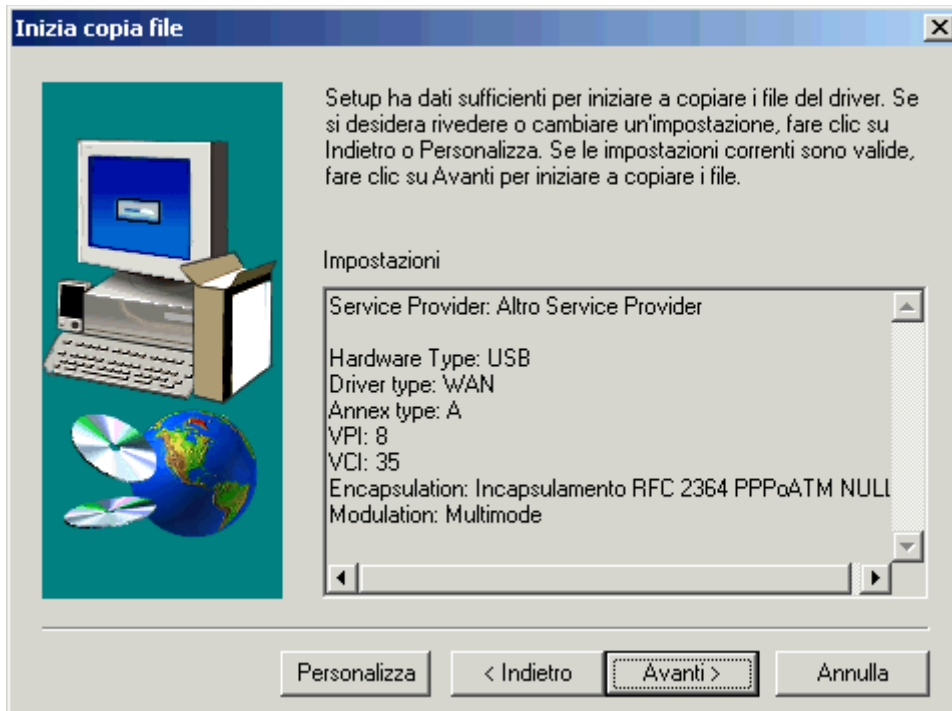 Inizia copia file
Setup ha dati sufficienti per iniziare a copiare i file del driver. Se
si desidera rivedere o cambiare un'impostazione, fare clic su
Indietro o Personalizza. Se le impostazioni correnti sono valide,
fare clic su Avanti per iniziare a copiare i file.
Impostazioni
Service Provider: Altro Service Provider
Hardware Type: USB
Driver type: WAN
Annex type: A
VPI: 8
VCI: 35
Encapsulation: Incapsulamento RFC 2364 PPPoATM NULL
Modulation: Multimode
Personalizza
< Indietro
Avanti >
Annulla